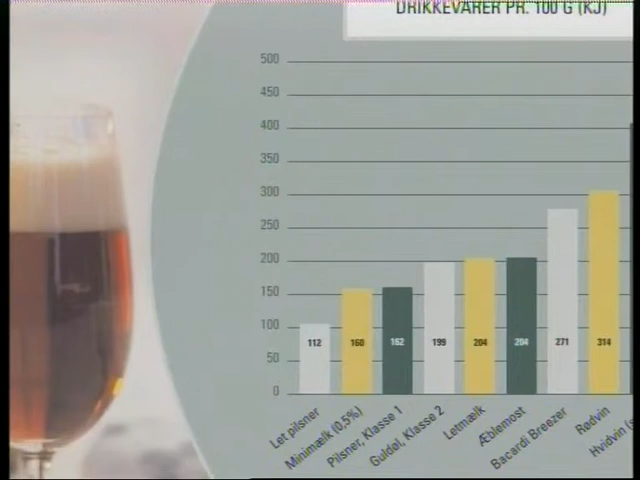 DRIKKEVARER PR. 100 G (KJ)
500
450
400
350
300
250
200
150
100
50
0
112
160
162
199
204
204
271
314
Let pilsner
Minimælk (0,5%)
Pilsner, Klasse 1
Guldøl, Klasse 2
Letmælk
Æblemost
Bacardi Breezer
Rødvin
Hvidvin (s